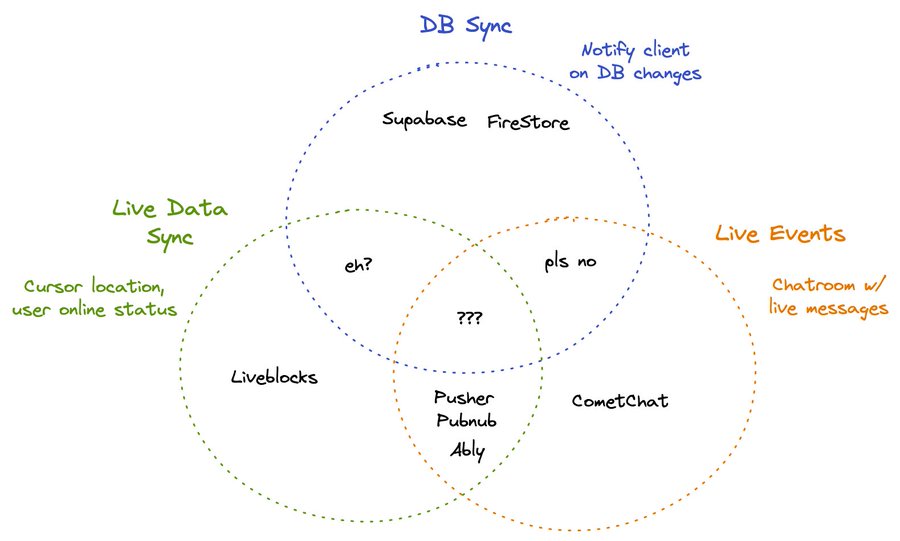 DB Sync
Notify client
on DB changes
Supabase FireStore
Live Data
Sync
Live Events
eh?
pls no
Cursor location,
user online status
Chatroom w/
live messages
???
Liveblocks
Pusher
Pubnub
Ably
CometChat